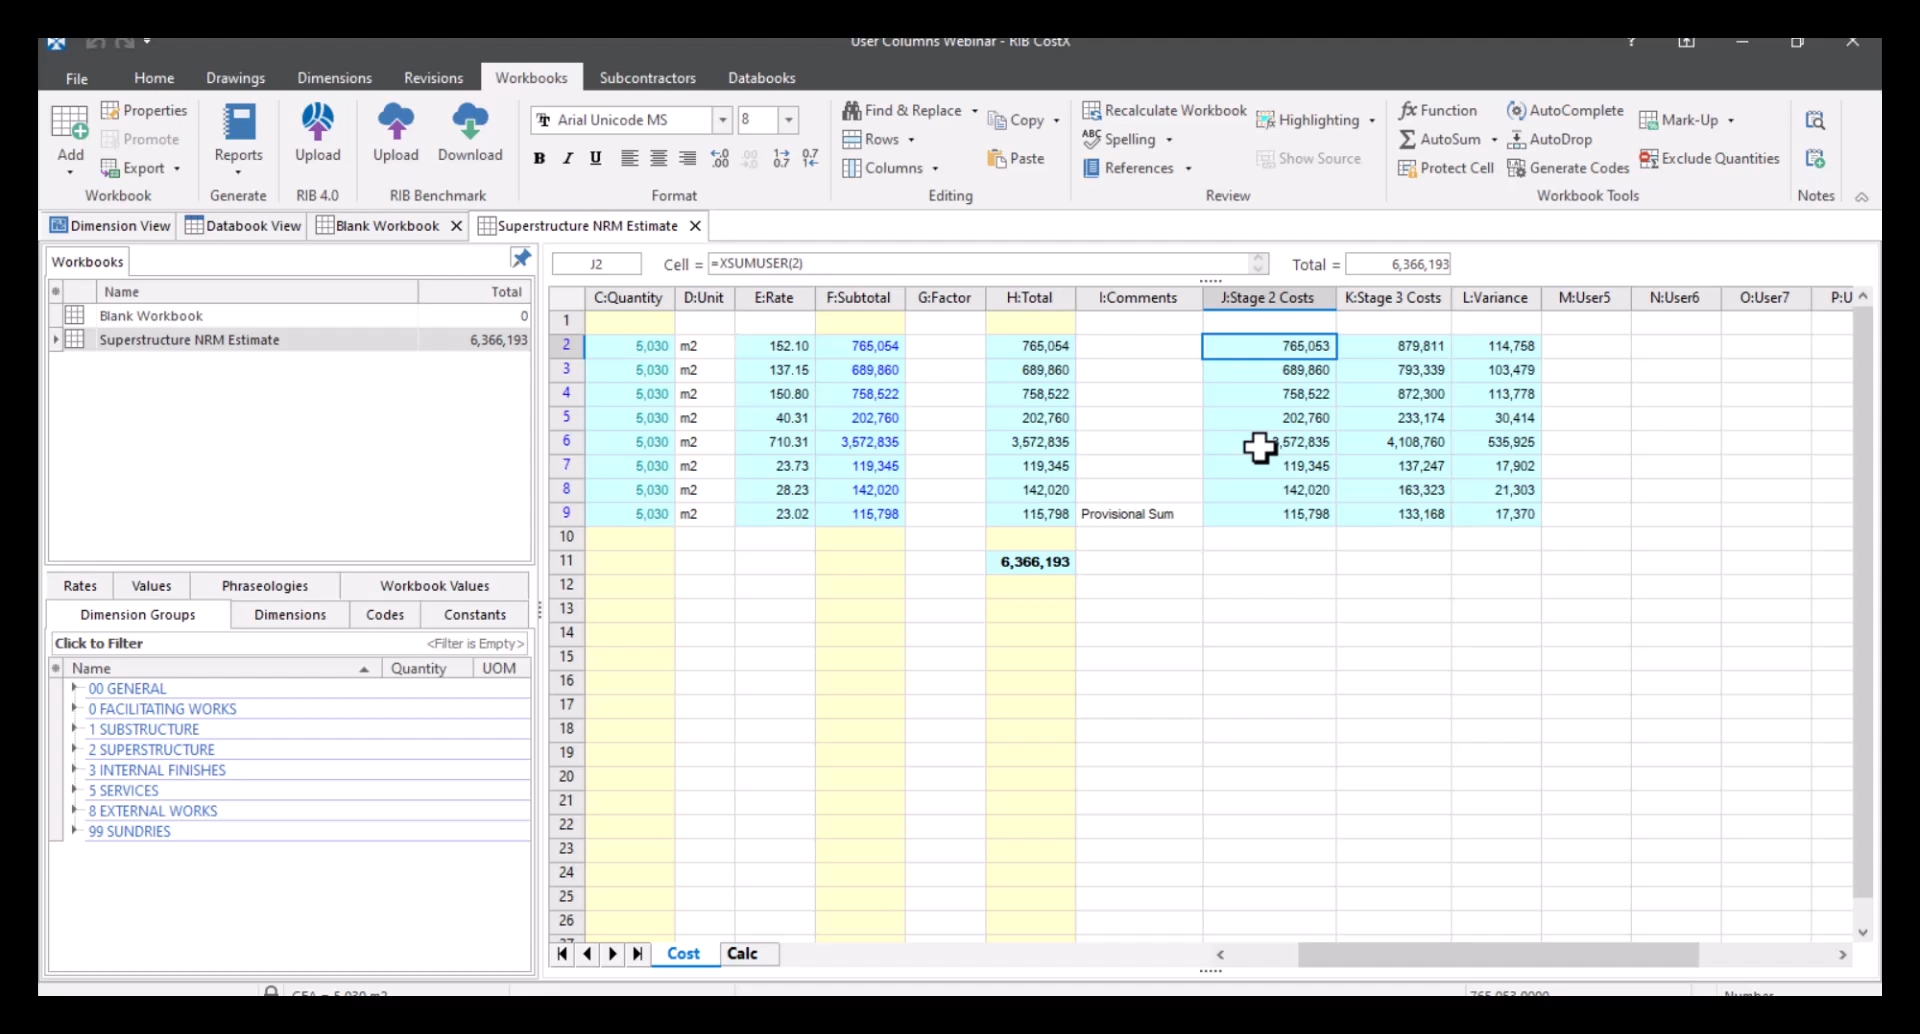 User Columns Webinar - RIB CostX
File Home Drawings Dimensions Revisions Workbooks Subcontractors Databooks
Add Properties Promote Export Workbook
Reports Generate
Upload RIB 4.0
Upload Download RIB Benchmark
Arial Unicode MS 8
B I U Format
Find & Replace Rows Columns Copy Paste Editing
Recalculate Workbook Spelling References Highlighting Show Source Review
Function AutoSum Protect Cell AutoComplete AutoDrop Generate Codes Mark-Up Exclude Quantities Workbook Tools
Notes
Dimension View Databook View Blank Workbook Superstructure NRM Estimate
Workbooks
Name Total
Blank Workbook 0
Superstructure NRM Estimate 6,366,193
Rates Values Phraseologies Workbook Values
Dimension Groups Dimensions Codes Constants
Click to Filter <Filter is Empty>
Name Quantity UOM
00 GENERAL
0 FACILITATING WORKS
1 SUBSTRUCTURE
2 SUPERSTRUCTURE
3 INTERNAL FINISHES
5 SERVICES
8 EXTERNAL WORKS
99 SUNDRIES
J2 Cell = =XSUMUSER(2) Total = 6,366,193
C:Quantity D:Unit E:Rate F:Subtotal G:Factor H:Total I:Comments J:Stage 2 Costs K:Stage 3 Costs L:Variance M:User5 N:User6 O:User7 P:U
1
2 5,030 m2 152.10 765,054 765,054 765,053 879,811 114,758
3 5,030 m2 137.15 689,860 689,860 689,860 793,339 103,479
4 5,030 m2 150.80 758,522 758,522 758,522 872,300 113,778
5 5,030 m2 40.31 202,760 202,760 202,760 233,174 30,414
6 5,030 m2 710.31 3,572,835 3,572,835 3,572,835 4,108,760 535,925
7 5,030 m2 23.73 119,345 119,345 119,345 137,247 17,902
8 5,030 m2 28.23 142,020 142,020 142,020 163,323 21,303
9 5,030 m2 23.02 115,798 115,798 Provisional Sum 115,798 133,168 17,370
10
11 6,366,193
12
13
14
15
16
17
18
19
20
21
22
23
24
25
26
27
Cost Calc
GFA = 5,030 m2 765,053.0000 Number